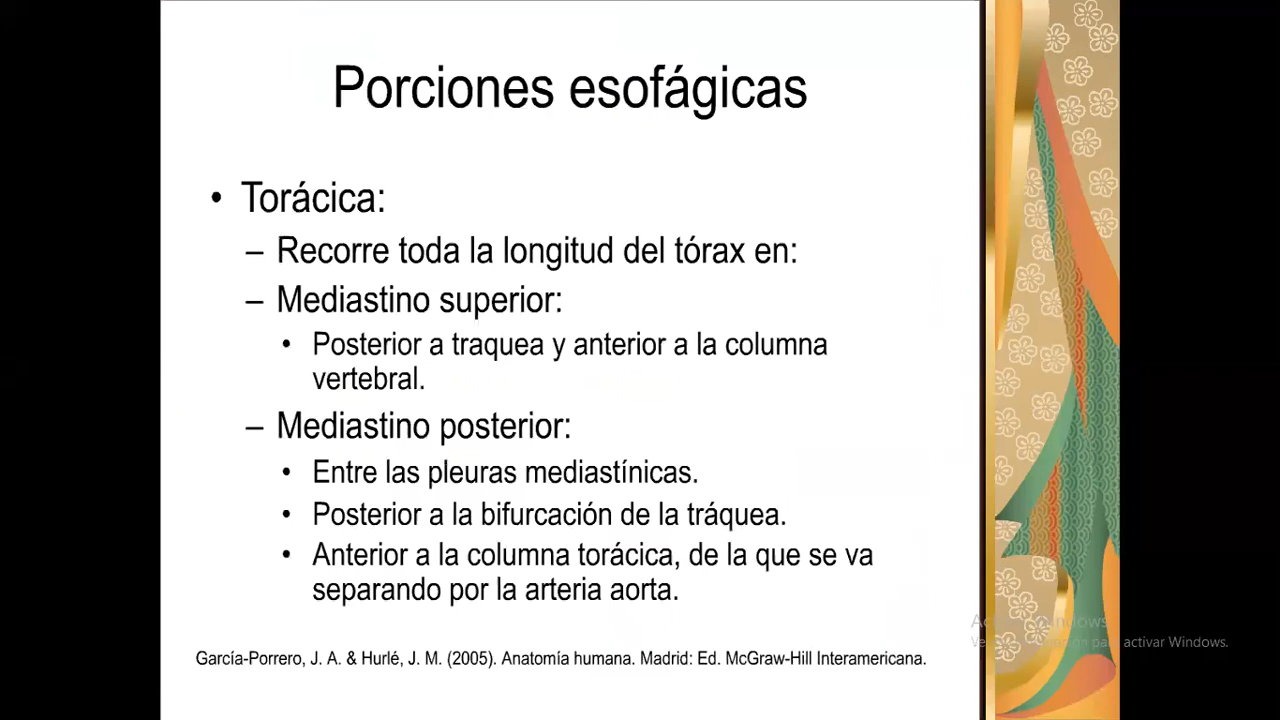 Porciones esofágicas
• Torácica:
– Recorre toda la longitud del tórax en:
– Mediastino superior:
• Posterior a traquea y anterior a la columna
vertebral.
– Mediastino posterior:
• Entre las pleuras mediastínicas.
• Posterior a la bifurcación de la tráquea.
• Anterior a la columna torácica, de la que se va
separando por la arteria aorta.
García-Porrero, J. A. & Hurlé, J. M. (2005). Anatomía humana. Madrid: Ed. McGraw-Hill Interamericana.
activar Windows.